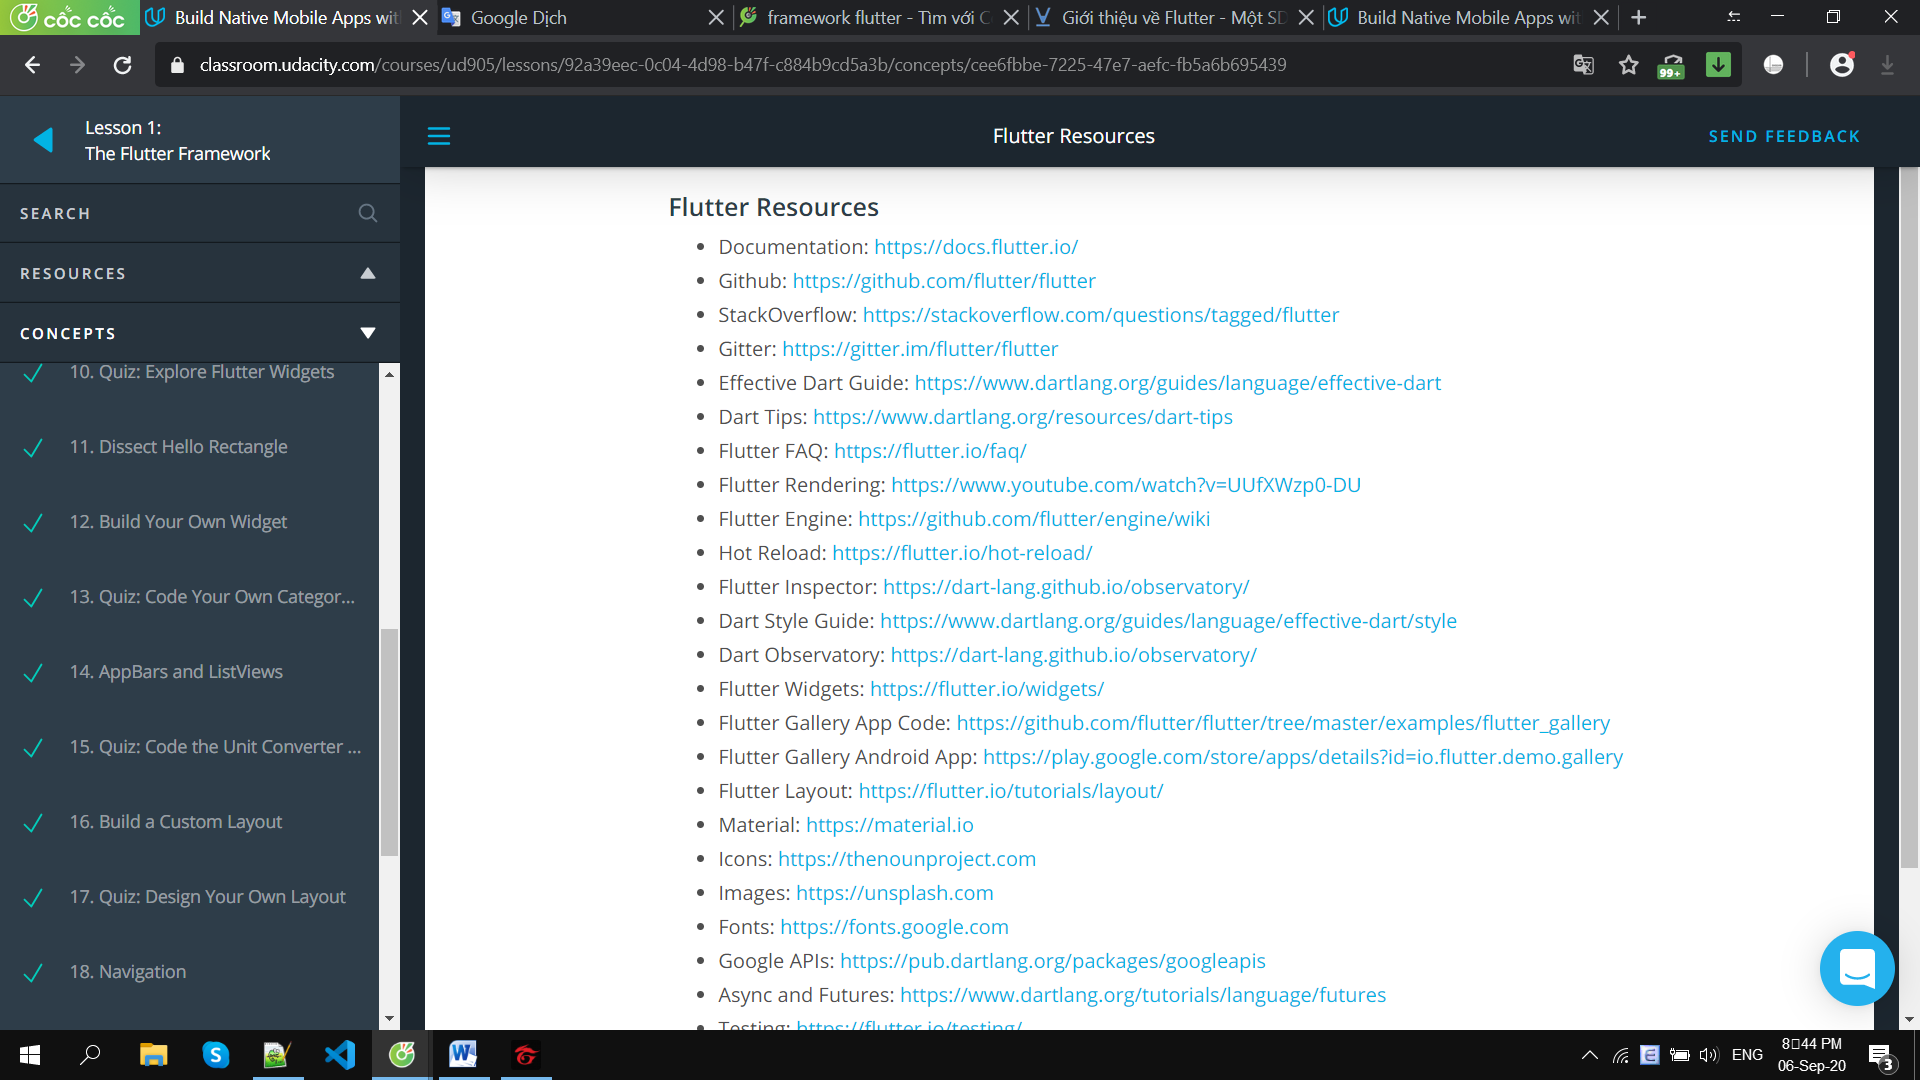 cốc cốc
Build Native Mobile Apps wit
Google Dịch
framework flutter - Tìm với C
Giới thiệu về Flutter - Một SD
Build Native Mobile Apps wit
classroom.udacity.com/courses/ud905/lessons/92a39eec-0c04-4d98-b47f-c884b9cd5a3b/concepts/cee6fbbe-7225-47e7-aefc-fb5a6b695439
99+
Lesson 1:
The Flutter Framework
SEARCH
RESOURCES
CONCEPTS
10. Quiz: Explore Flutter Widgets
11. Dissect Hello Rectangle
12. Build Your Own Widget
13. Quiz: Code Your Own Categor...
14. AppBars and ListViews
15. Quiz: Code the Unit Converter ...
16. Build a Custom Layout
17. Quiz: Design Your Own Layout
18. Navigation
Flutter Resources
SEND FEEDBACK
Flutter Resources
Documentation: https://docs.flutter.io/
Github: https://github.com/flutter/flutter
StackOverflow: https://stackoverflow.com/questions/tagged/flutter
Gitter: https://gitter.im/flutter/flutter
Effective Dart Guide: https://www.dartlang.org/guides/language/effective-dart
Dart Tips: https://www.dartlang.org/resources/dart-tips
Flutter FAQ: https://flutter.io/faq/
Flutter Rendering: https://www.youtube.com/watch?v=UUfXWzp0-DU
Flutter Engine: https://github.com/flutter/engine/wiki
Hot Reload: https://flutter.io/hot-reload/
Flutter Inspector: https://dart-lang.github.io/observatory/
Dart Style Guide: https://www.dartlang.org/guides/language/effective-dart/style
Dart Observatory: https://dart-lang.github.io/observatory/
Flutter Widgets: https://flutter.io/widgets/
Flutter Gallery App Code: https://github.com/flutter/flutter/tree/master/examples/flutter_gallery
Flutter Gallery Android App: https://play.google.com/store/apps/details?id=io.flutter.demo.gallery
Flutter Layout: https://flutter.io/tutorials/layout/
Material: https://material.io
Icons: https://thenounproject.com
Images: https://unsplash.com
Fonts: https://fonts.google.com
Google APIs: https://pub.dartlang.org/packages/googleapis
Async and Futures: https://www.dartlang.org/tutorials/language/futures
Testing: https://flutter.io/testing/
ENG
8▯44 PM
06-Sep-20
3